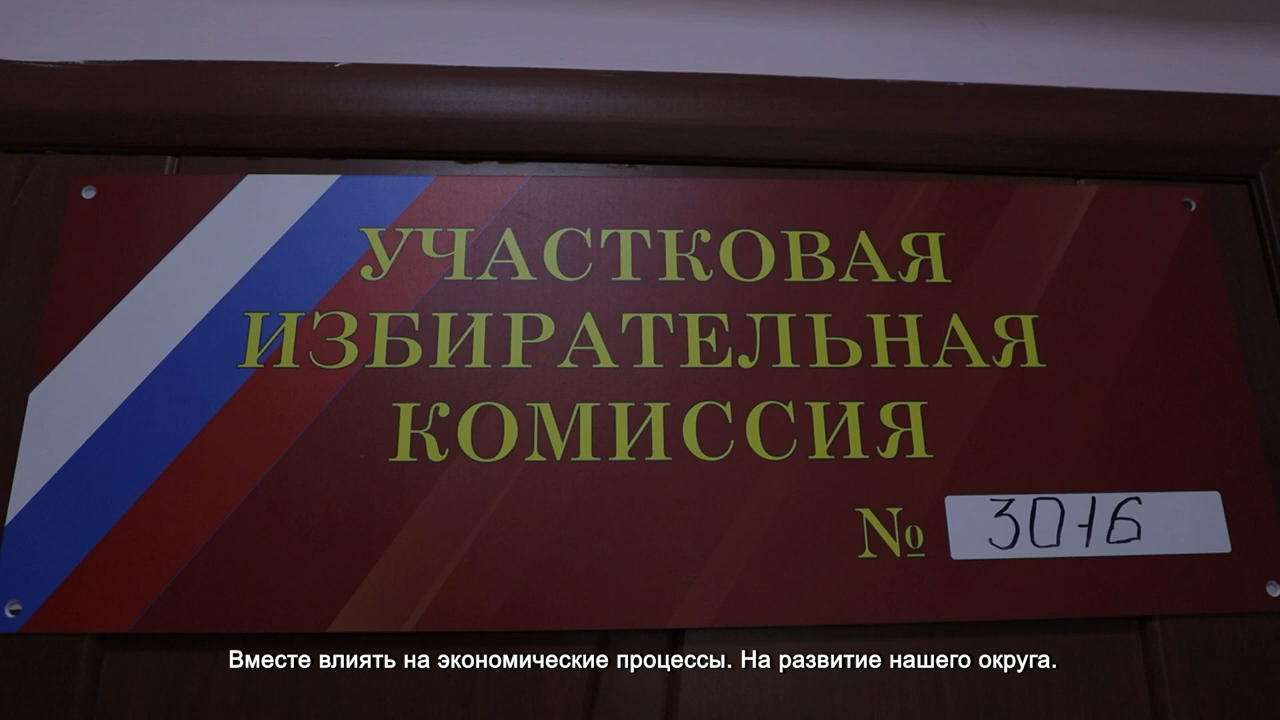 УЧАСТКОВАЯ
ИЗБИРАТЕЛЬНАЯ
КОМИССИЯ
№ 3016
Вместе влиять на экономические процессы. На развитие нашего округа.